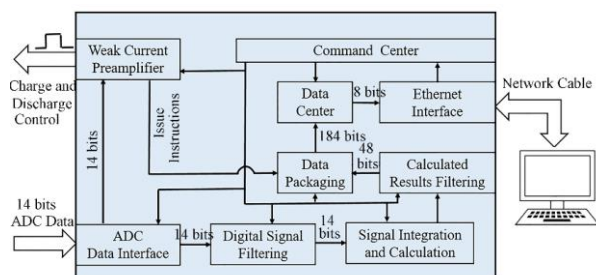 Weak Current
Preamplifier
Command Center
Charge and
Discharge
Control
Issue
Instructions
14 bits
Data
Center
8 bits
Ethernet
Interface
Network Cable
184 bits
Data
Packaging
48
bits
Calculated
Results Filtering
14 bits
ADC Data
ADC
Data Interface
14 bits
Digital Signal
Filtering
14
bits
Signal Integration
and Calculation